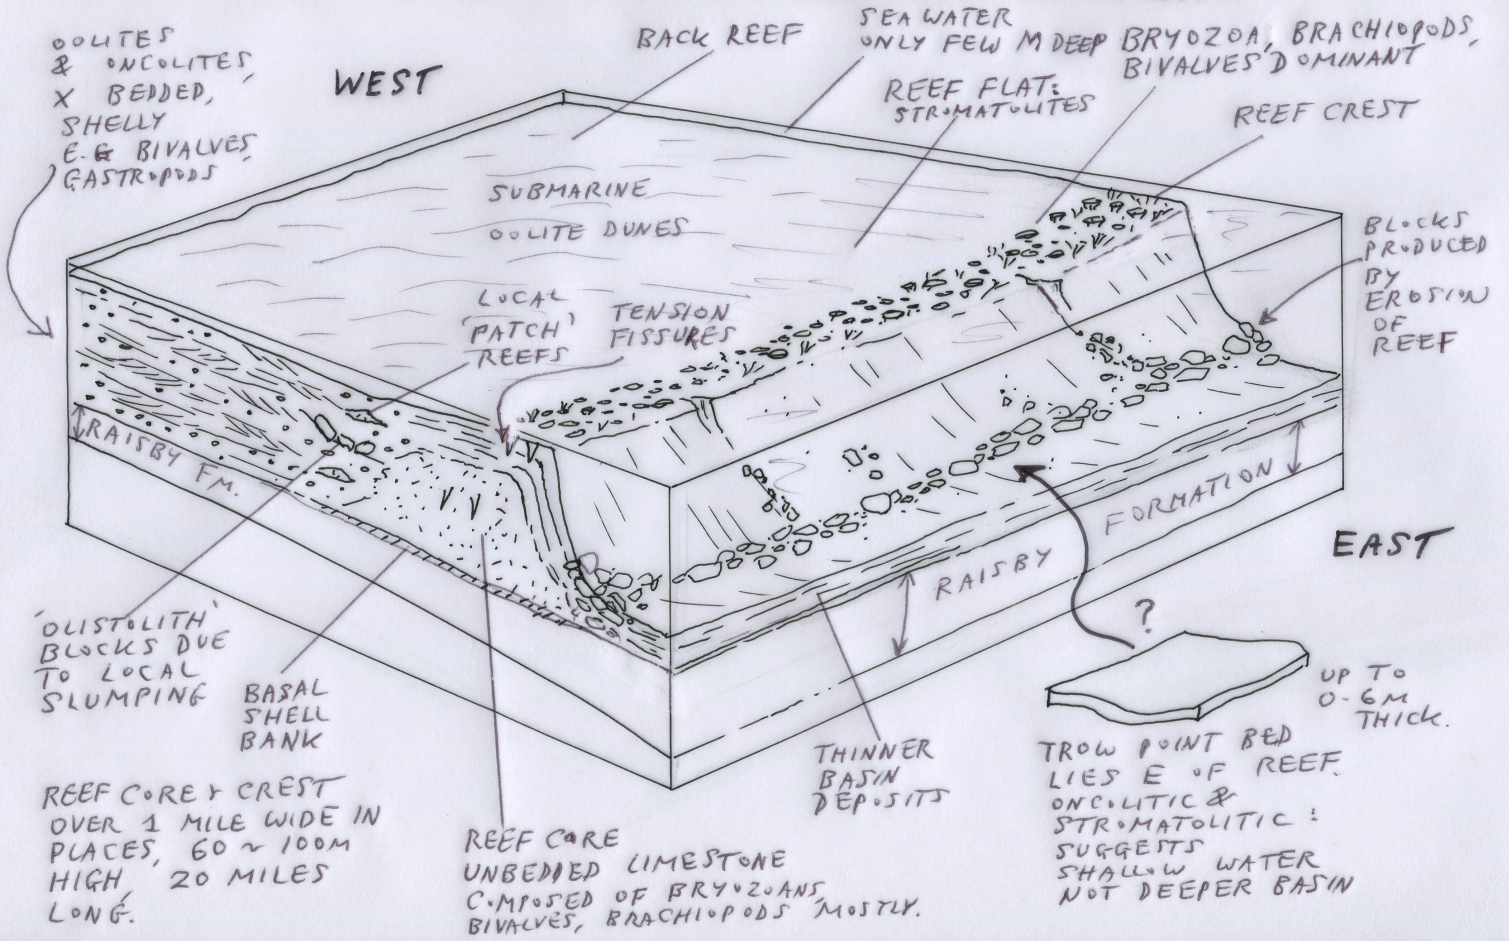 OOLITES
& ONCOLITES,
X BEDDED,
SHELLY
E.G BIVALVES,
GASTROPODS
WEST
BACK REEF
SEA WATER
ONLY FEW M DEEP
BRYOZOA, BRACHIOPODS,
BIVALVES DOMINANT
REEF FLAT:
STROMATOLITES
REEF CREST
SUBMARINE
OOLITE DUNES
BLOCKS
PRODUCED
BY
EROSION
OF
REEF
LOCAL
'PATCH'
REEFS
TENSION
FISSURES
RAISBY FM.
RAISBY FORMATION
EAST
'OLISTOLITH'
BLOCKS DUE
TO LOCAL
SLUMPING
BASAL
SHELL
BANK
THINNER
BASIN
DEPOSITS
?
UP TO
0.6M
THICK.
TROW POINT BED
LIES E OF REEF.
ONCOLITIC &
STROMATOLITIC:
SUGGESTS
SHALLOW WATER
NOT DEEPER BASIN
REEF CORE & CREST
OVER 1 MILE WIDE IN
PLACES, 60~100M
HIGH, 20 MILES
LONG.
REEF CORE
UNBEDDED LIMESTONE
COMPOSED OF BRYOZOANS,
BIVALVES, BRACHIOPODS MOSTLY.